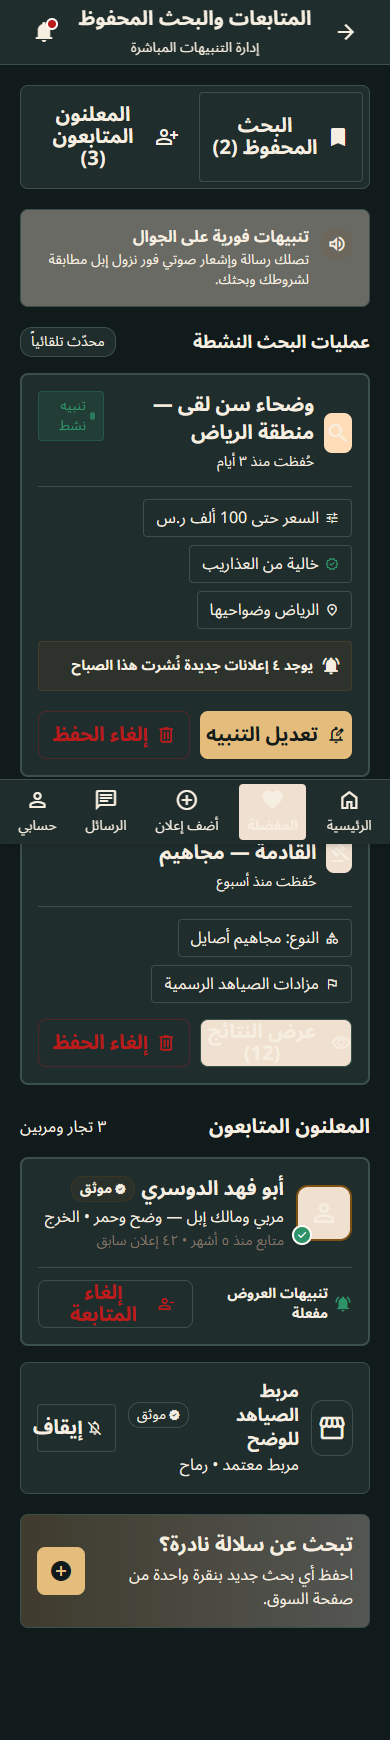 المتابعات والبحث المحفوظ
إدارة التنبيهات المباشرة
البحث
المحفوظ (2)
المعلنون
المتابعون
(3)
تنبيهات فورية على الجوال
تصلك رسالة وإشعار صوتي فور نزول إبل مطابقة
لشروطك وبحثك.
عمليات البحث النشطة
محدّث تلقائياً
وضحاء سن لقى —
منطقة الرياض
حُفظت منذ ٣ أيام
تنبيه
نشط
السعر حتى 100 ألف ر.س
خالية من العذاريب
الرياض وضواحيها
يوجد ٤ إعلانات جديدة نُشرت هذا الصباح
تعديل التنبيه
إلغاء الحفظ
الرئيسية
المفضلة
أضف إعلان
الرسائل
حسابي
القادمة — مجاهيم
حُفظت منذ أسبوع
النوع: مجاهيم أصايل
مزادات الصياهد الرسمية
عرض النتائج
(12)
إلغاء الحفظ
المعلنون المتابعون
٣ تجار ومربين
أبو فهد الدوسري
موثق
مربي ومالك إبل — وضح وحمر • الخرج
متابع منذ ٥ أشهر • ٤٢ إعلان سابق
تنبيهات العروض
مفعلة
إلغاء
المتابعة
مربط
الصياهد
للوضح
موثق
مربط معتمد • رماح
إيقاف
تبحث عن سلالة نادرة؟
احفظ أي بحث جديد بنقرة واحدة من
صفحة السوق.